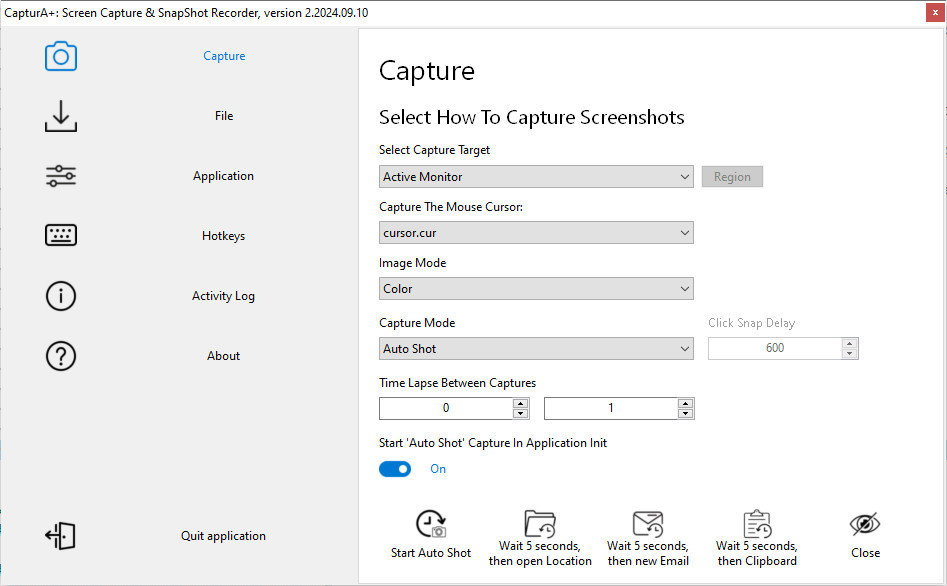 CapturA+: Screen Capture & SnapShot Recorder, version 2.2024.09.10
x
Capture
File
Application
Hotkeys
Activity Log
About
Quit application
Capture
Select How To Capture Screenshots
Select Capture Target
Active Monitor
Region
Capture The Mouse Cursor:
cursor.cur
Image Mode
Color
Capture Mode
Click Snap Delay
Auto Shot
600
Time Lapse Between Captures
0
1
Start 'Auto Shot' Capture In Application Init
On
Start Auto Shot
Wait 5 seconds,
then open Location
Wait 5 seconds,
then new Email
Wait 5 seconds,
then Clipboard
Close